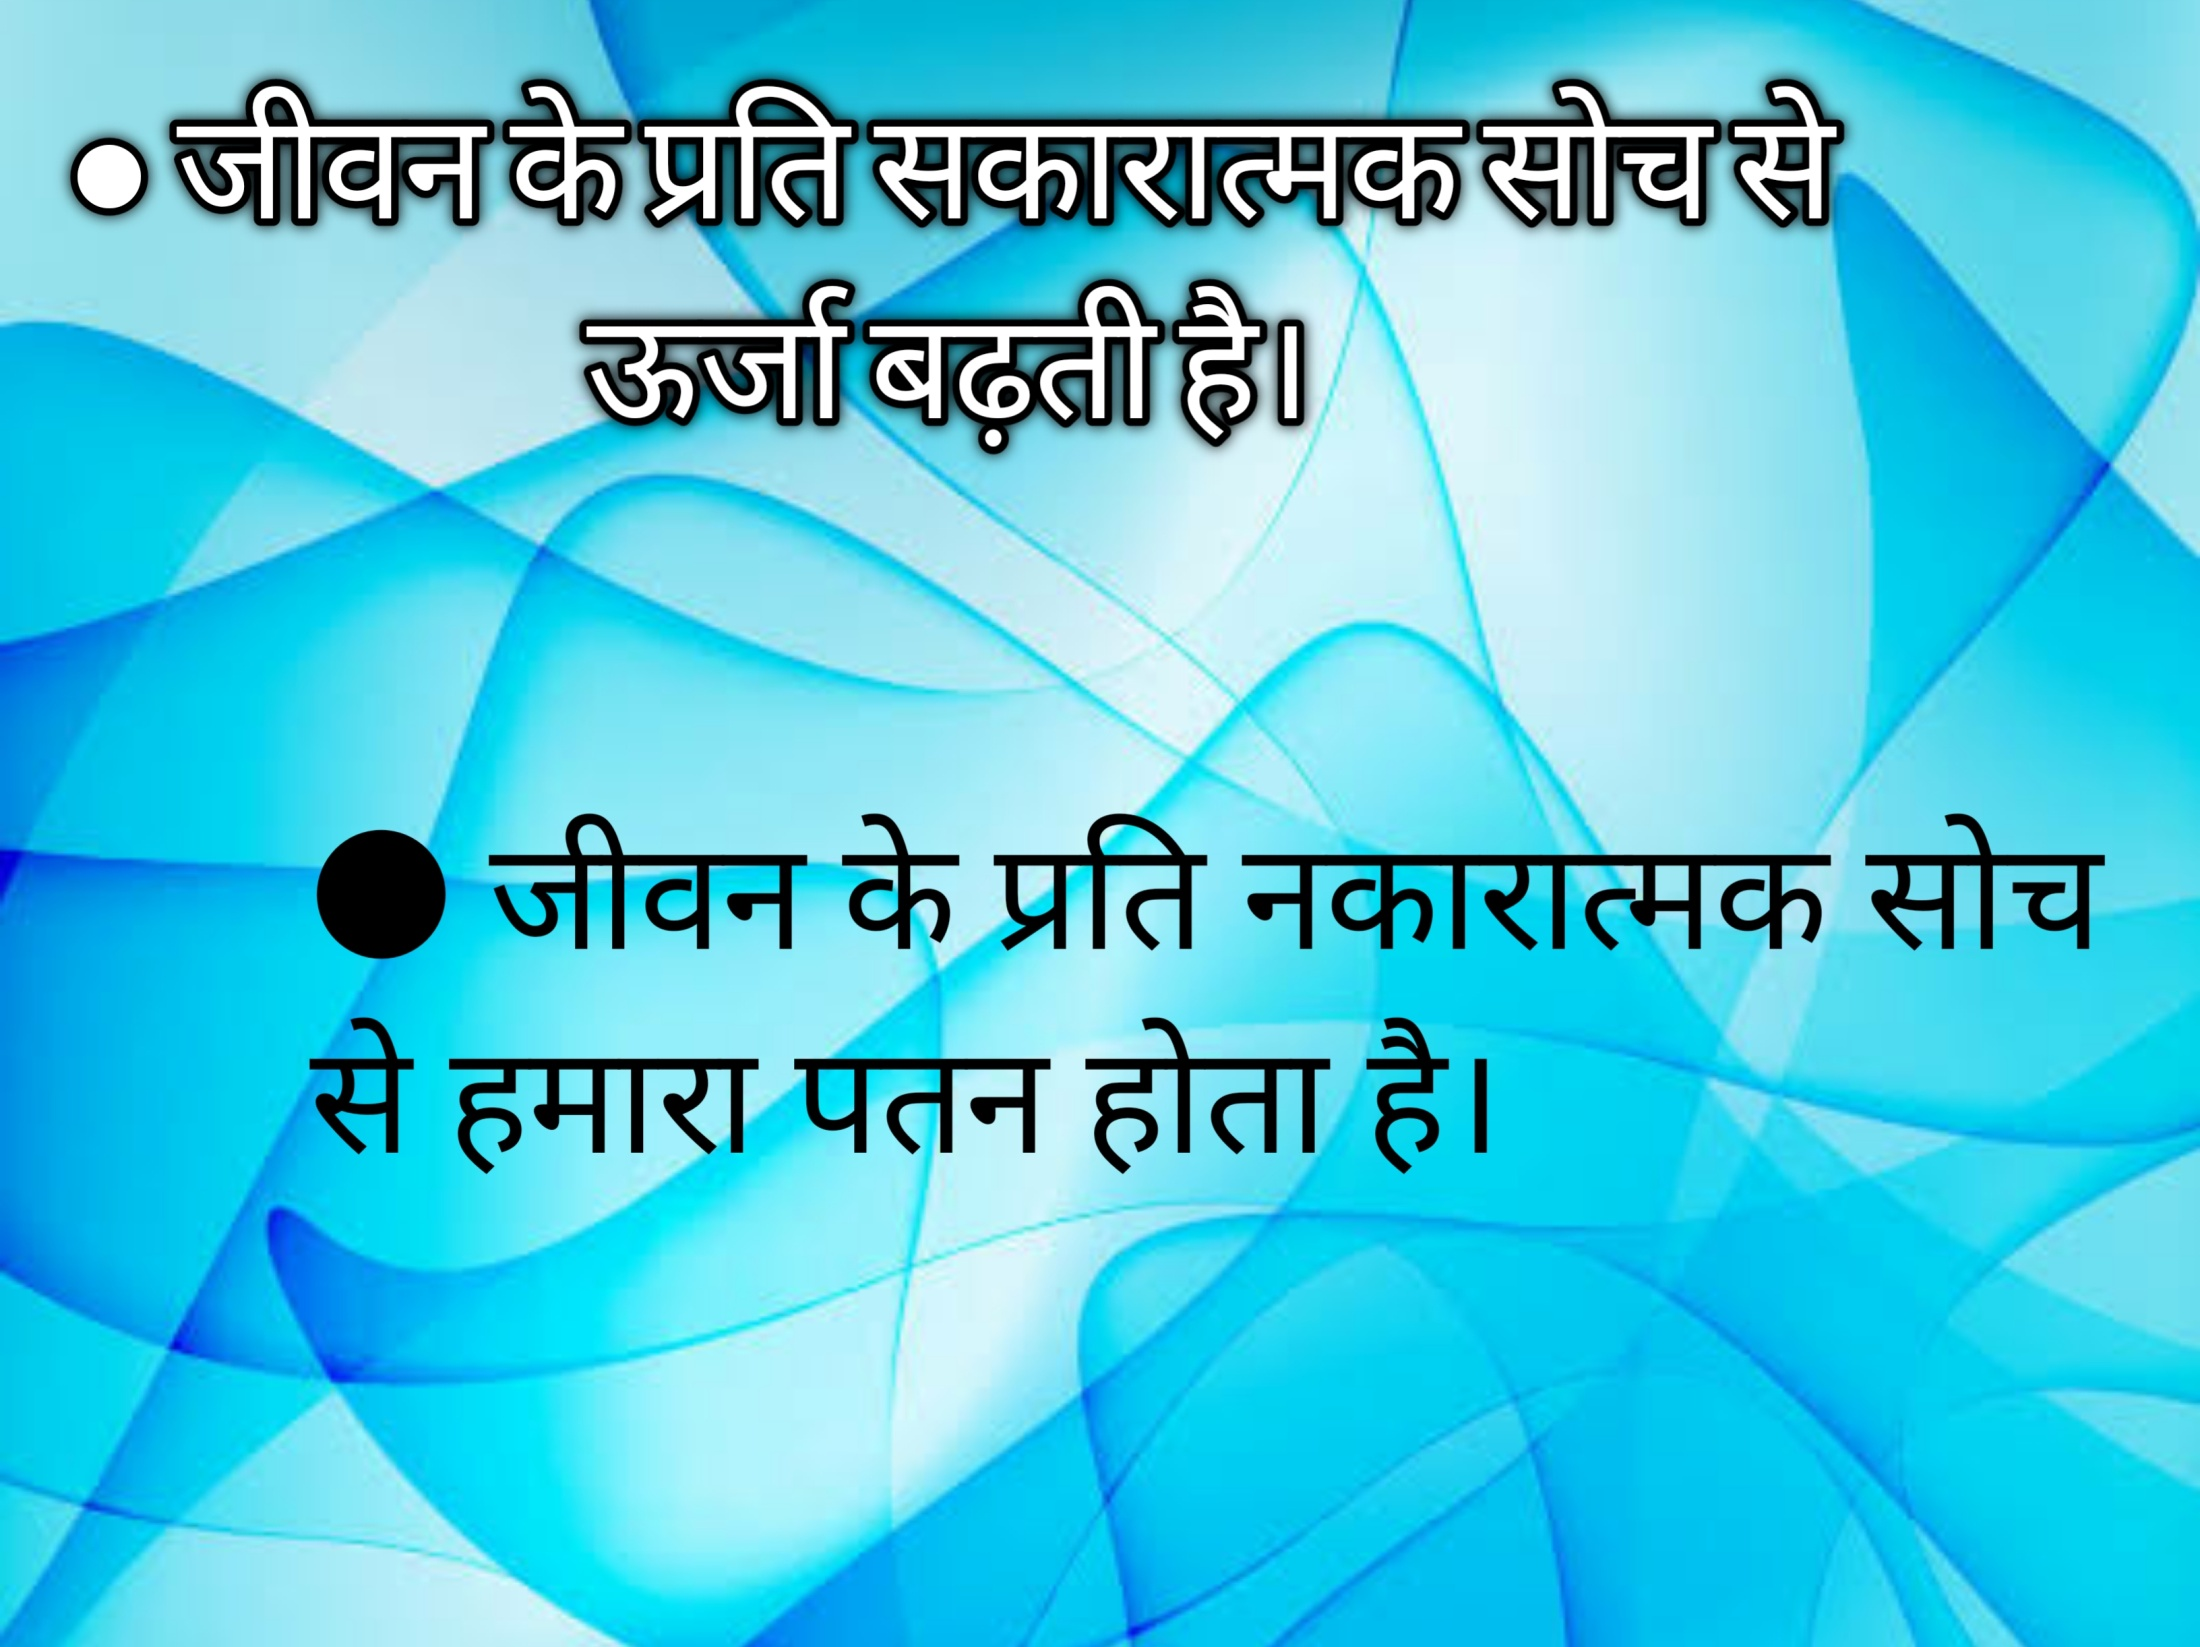 ● जीवन के प्रति सकारात्मक सोच से
ऊर्जा बढ़ती है।
● जीवन के प्रति नकारात्मक सोच
से हमारा पतन होता है।